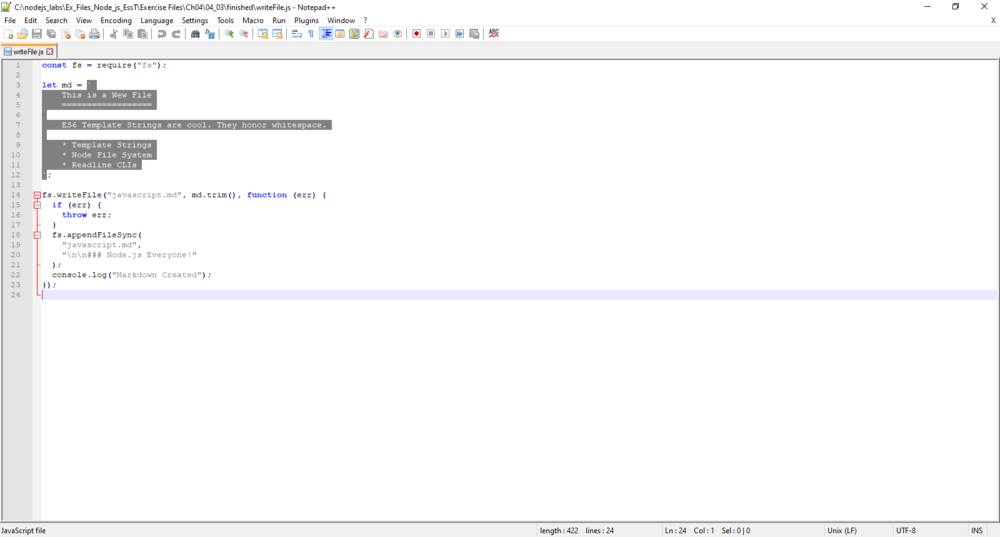 C:\nodejs_labs\Ex_Files_Node_js_EssT\Exercise Files\Ch04\04_03\finished\writeFile.js - Notepad++
File Edit Search View Encoding Language Settings Tools Macro Run Plugins Window ? X
ABC
writeFile.js
1 const fs = require("fs");
2
3 let md = `
4     This is a New File
5     ==================
6
7     ES6 Template Strings are cool. They honor whitespace.
8
9     * Template Strings
10     * Node File System
11     * Readline CLIs
12 `;
13
14 fs.writeFile("javascript.md", md.trim(), function (err) {
15   if (err) {
16     throw err;
17   }
18   fs.appendFileSync(
19     "javascript.md",
20     "\n\n### Node.js Everyone!"
21   );
22   console.log("Markdown Created");
23 });
24
JavaScript file length : 422 lines : 24 Ln : 24 Col : 1 Sel : 0 | 0 Unix (LF) UTF-8 INS